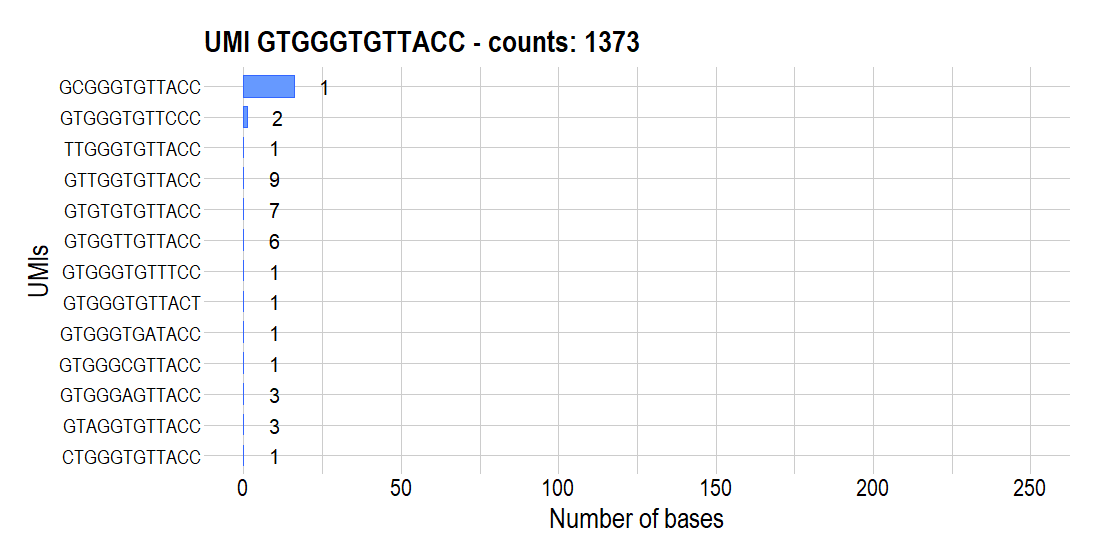 UMI GTGGGTGTTACC - counts: 1373
GCGGGTGTTACC 1
GTGGGTGTTCCC 2
TTGGGTGTTACC 1
GTTGGTGTTACC 9
GTGTGTGTTACC 7
GTGGTTGTTACC 6
GTGGGTGTTTCC 1
GTGGGTGTTACT 1
GTGGGTGATACC 1
GTGGGCGTTACC 1
GTGGGAGTTACC 3
GTAGGTGTTACC 3
CTGGGTGTTACC 1
UMIs
0 50 100 150 200 250
Number of bases